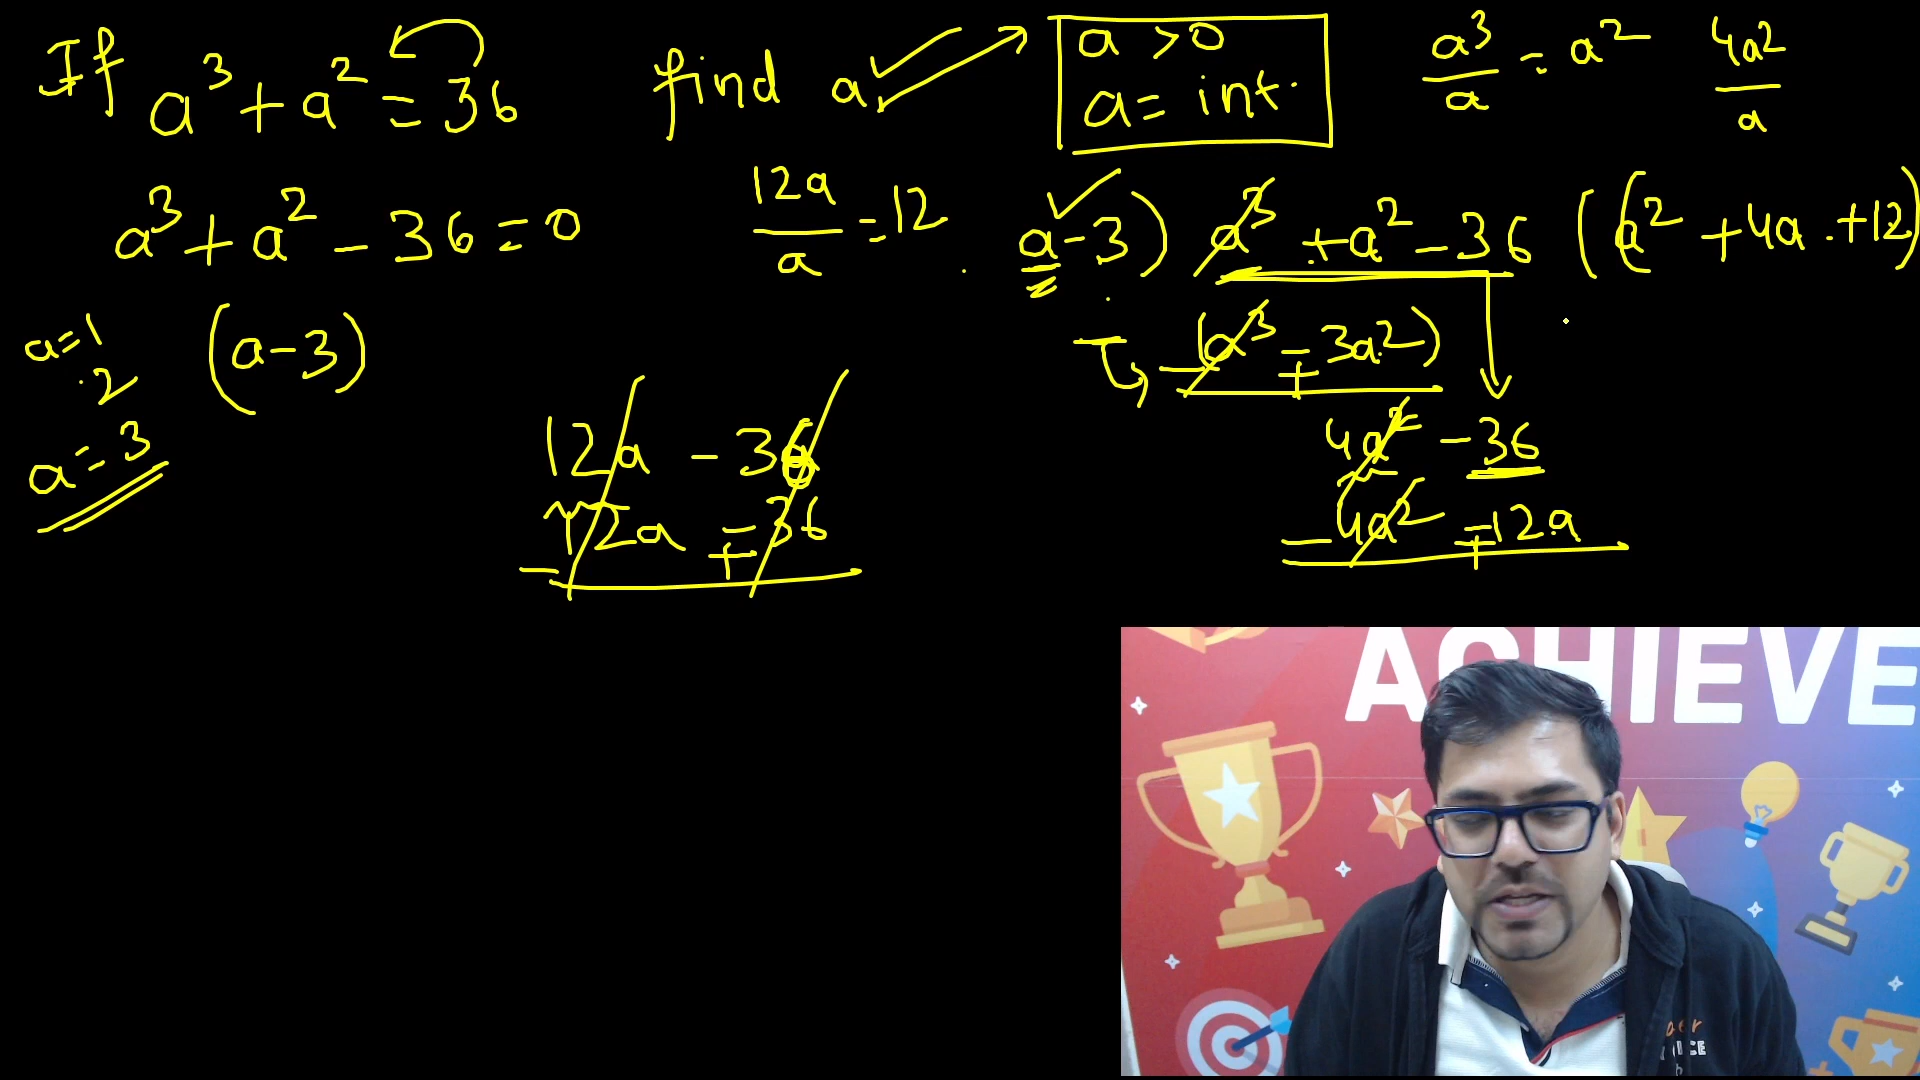 If a³ + a² = 36 find a,
a > 0
a = int.
a³/a = a² 4a²/a
a³ + a² - 36 = 0
12a/a = 12
a-3) a³ + a² - 36 (a² + 4a + 12)
a=1
2
a=3
(a-3)
-(a³ - 3a²)
+
4a² - 36
4a² - 12a
- +
12a - 36
12a - 36
- +
ACHIEVE